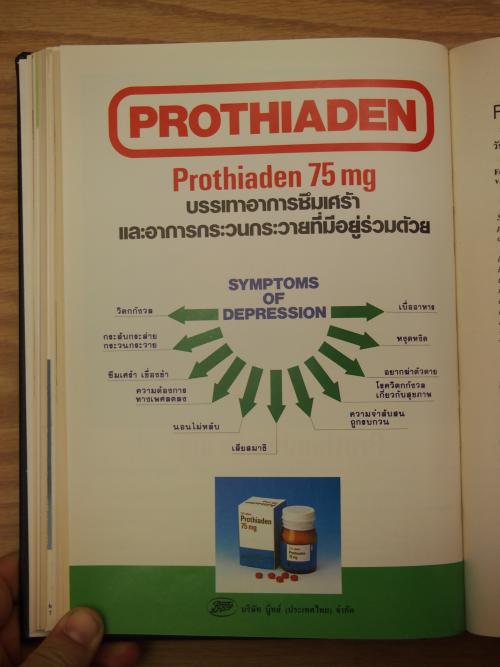 PROTHIADEN
Prothiaden 75 mg
บรรเทาอาการซึมเศร้า
และอาการกระวนกระวายที่มีอยู่ร่วมด้วย
SYMPTOMS
OF
DEPRESSION
วิตกกังวล
กระสับกระส่าย
กระวนกระวาย
ซึมเศร้า เชื่องช้า
ความต้องการ
ทางเพศลดลง
นอนไม่หลับ
เสียสมาธิ
ความจำสับสน
ถูกรบกวน
โรควิตกกังวล
เกี่ยวกับสุขภาพ
อยากฆ่าตัวตาย
หงุดหงิด
เบื่ออาหาร
Prothiaden
75 mg
Prothiaden
75 mg
Boots
บริษัท บู๊ทส์ (ประเทศไทย) จำกัด